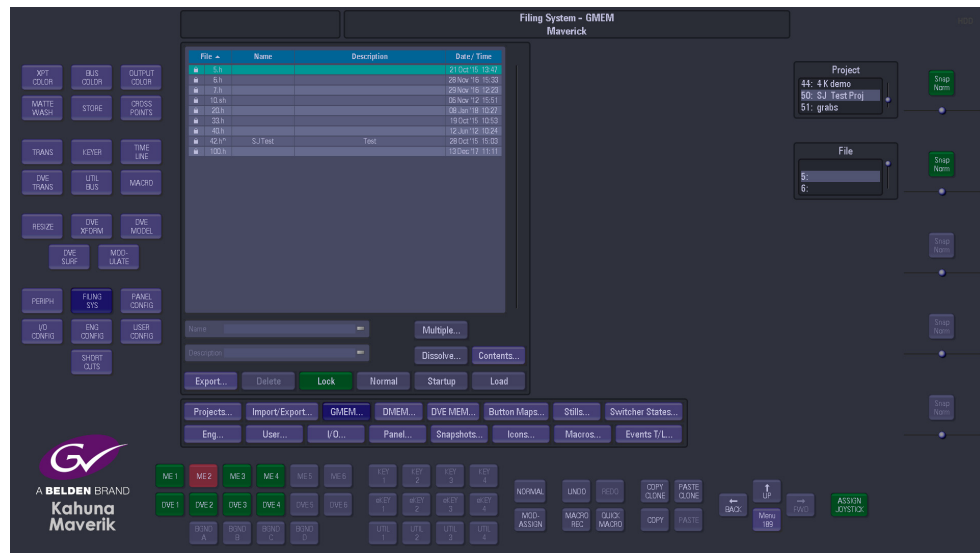 Filing System - GMEM
Maverick
XPT COLOR
BUS COLOR
OUTPUT COLOR
MATTE WASH
STORE
CROSS POINTS
TRANS
KEYER
TIME LINE
DVE TRANS
UTIL BUS
MACRO
RESIZE
DVE XFORM
DVE MODEL
DVE SURF
MOD-ULATE
PERIPH
FILING SYS
PANEL CONFIG
I/O CONFIG
ENG CONFIG
USER CONFIG
SHORT CUTS
File Name Description Date/ Time
5.h 21 Oct '15 13:47
6.h 28 Nov '16 15:33
7.h 29 Nov '16 12:23
10.sh 06 Nov '12 15:51
20.h 08 Jun '18 10:27
33.h 19 Oct '15 10:53
40.h 12 Jun '12 10:24
42.h* SJTest Test 28 Oct '15 15:03
100.h 13 Dec '17 11:11
Name
Description
Multiple...
Dissolve... Contents...
Export... Delete Lock Normal Startup Load
Projects... Import/Export... GMEM... DMEM... DVE MEM... Button Maps... Stills... Switcher States...
Eng... User... I/O... Panel... Snapshots... Icons... Macros... Events T/L...
Project
44: 4K demo
50: SJ Test Proj
51: grabs
Snap Norm
File
5:
6:
Snap Norm
Snap Norm
Snap Norm
Snap Norm
GV
A BELDEN BRAND
Kahuna
Maverik
ME 1 ME 2 ME 3 ME 4 ME 5 ME 6
DVE 1 DVE 2 DVE 3 DVE 4 DVE 5 DVE 6
BGND A BGND B BGND C BGND D
KEY 1 KEY 2 KEY 3 KEY 4
eKEY 1 eKEY 2 eKEY 3 eKEY 4
UTIL 1 UTIL 2 UTIL 3 UTIL 4
NORMAL
MOD-ASSIGN
UNDO REDO
MACRO REC QUICK MACRO
COPY CLONE PASTE CLONE
COPY PASTE
BACK
UP
Menu 189
FWD
ASSIGN JOYSTICK